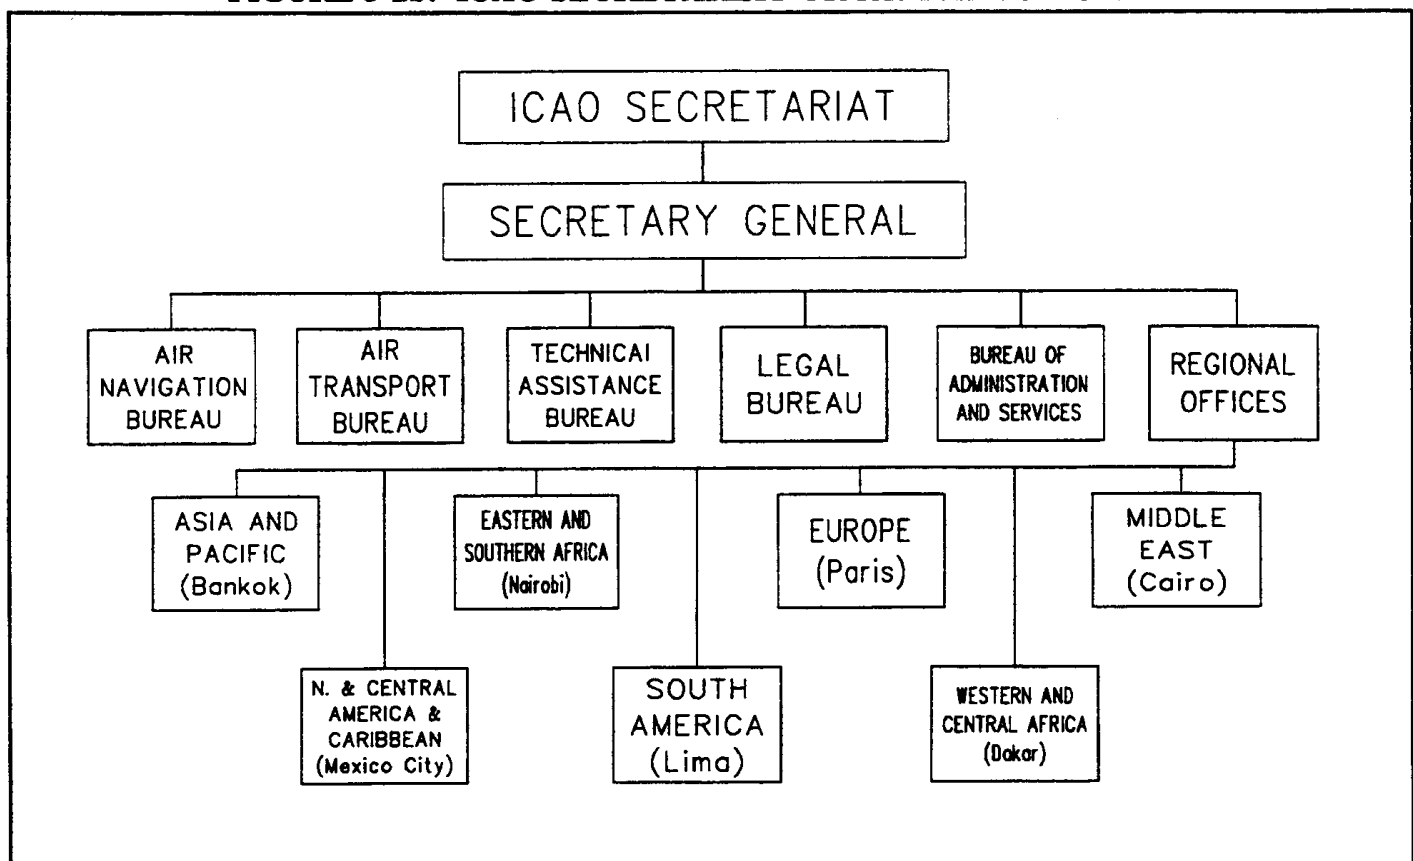 ICAO SECRETARIAT
SECRETARY GENERAL
AIR
NAVIGATION
BUREAU
AIR
TRANSPORT
BUREAU
TECHNICAI
ASSISTANCE
BUREAU
LEGAL
BUREAU
BUREAU OF
ADMINISTRATION
AND SERVICES
REGIONAL
OFFICES
ASIA AND
PACIFIC
(Bankok)
EASTERN AND
SOUTHERN AFRICA
(Nairobi)
EUROPE
(Paris)
MIDDLE
EAST
(Cairo)
N. & CENTRAL
AMERICA &
CARIBBEAN
(Mexico City)
SOUTH
AMERICA
(Lima)
WESTERN AND
CENTRAL AFRICA
(Dakar)